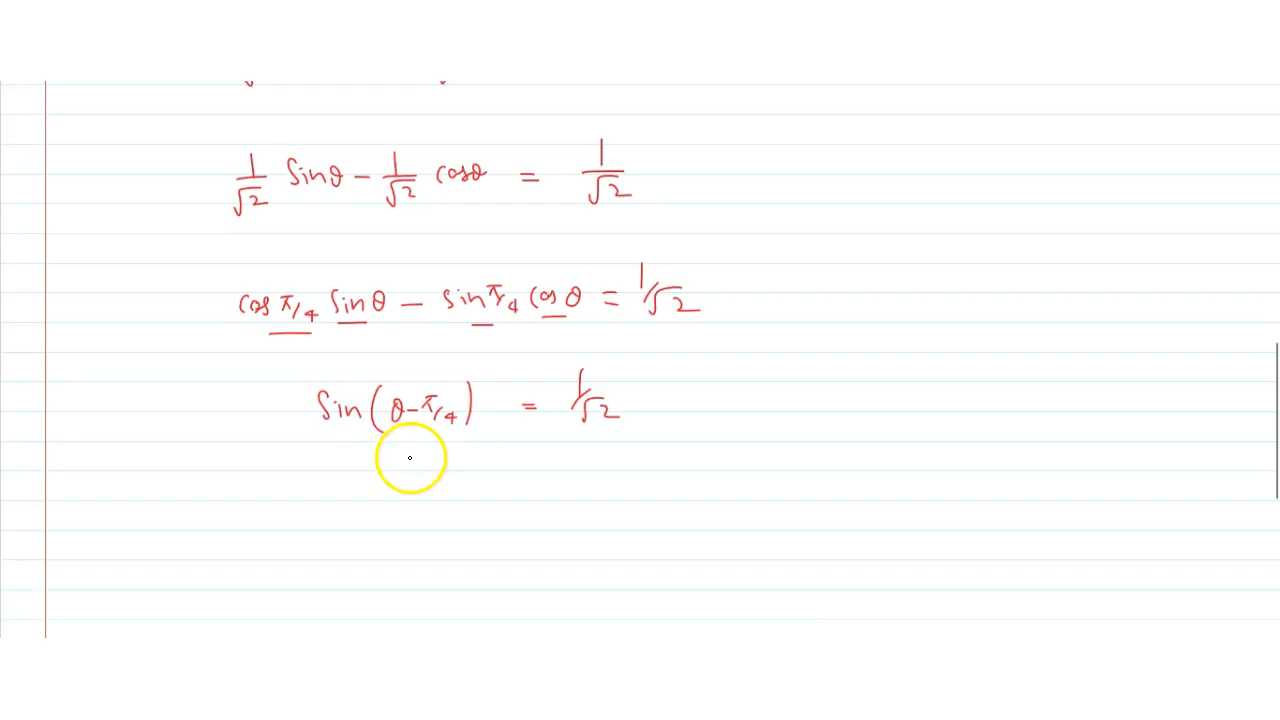 1/√2 Sinθ − 1/√2 cosθ = 1/√2
cos π/4 sinθ − sin π/4 cos θ = 1/√2
Sin(θ − π/4) = 1/√2